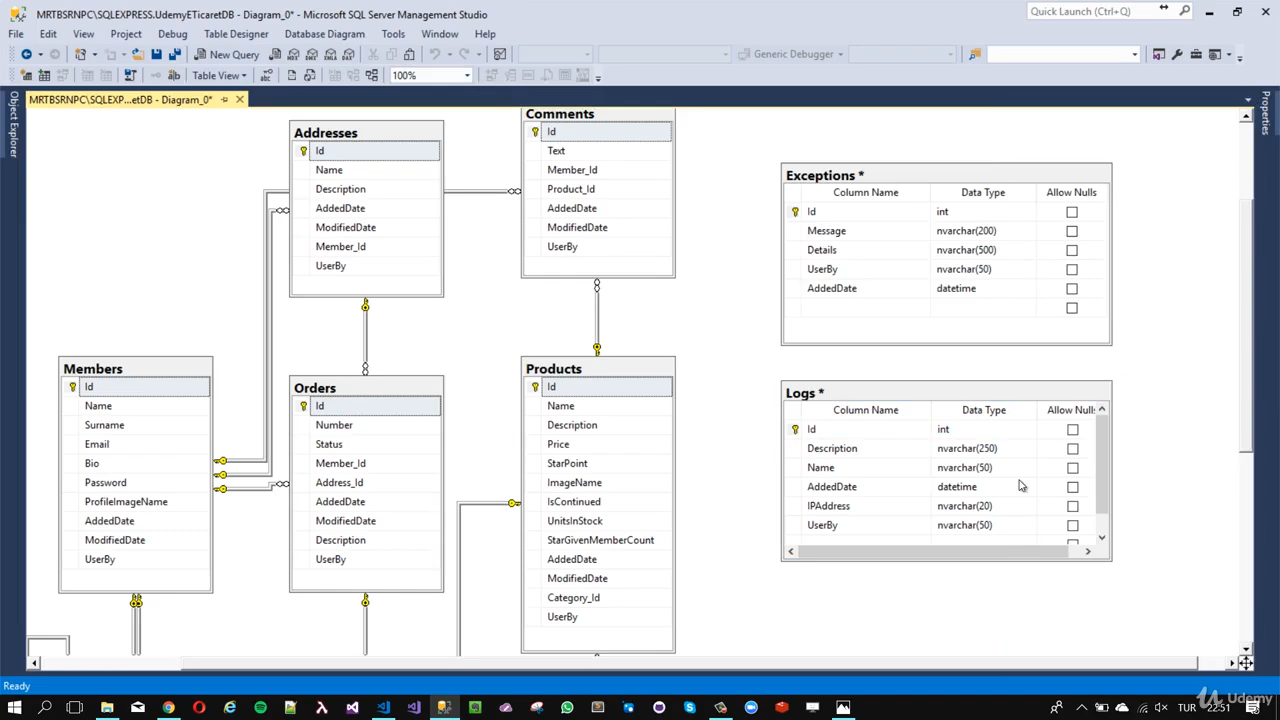 MRTBSRNPC\SQLEXPRESS.UdemyETicaretDB - Diagram_0* - Microsoft SQL Server Management Studio
Quick Launch (Ctrl+Q)
File Edit View Project Debug Table Designer Database Diagram Tools Window Help
New Query
Generic Debugger
Table View
100%
MRTBSRNPC\SQLEXP...etDB - Diagram_0*
Object Explorer
Properties
Addresses
Id
Name
Description
AddedDate
ModifiedDate
Member_Id
UserBy
Comments
Id
Text
Member_Id
Product_Id
AddedDate
ModifiedDate
UserBy
Exceptions *
Column Name Data Type Allow Nulls
Id int
Message nvarchar(200)
Details nvarchar(500)
UserBy nvarchar(50)
AddedDate datetime
Members
Id
Name
Surname
Email
Bio
Password
ProfileImageName
AddedDate
ModifiedDate
UserBy
Orders
Id
Number
Status
Member_Id
Address_Id
AddedDate
ModifiedDate
Description
UserBy
Products
Id
Name
Description
Price
StarPoint
ImageName
IsContinued
UnitsInStock
StarGivenMemberCount
AddedDate
ModifiedDate
Category_Id
UserBy
Logs *
Column Name Data Type Allow Nulls
Id int
Description nvarchar(250)
Name nvarchar(50)
AddedDate datetime
IPAddress nvarchar(20)
UserBy nvarchar(50)
Ready
Udemy
TUR 22:51